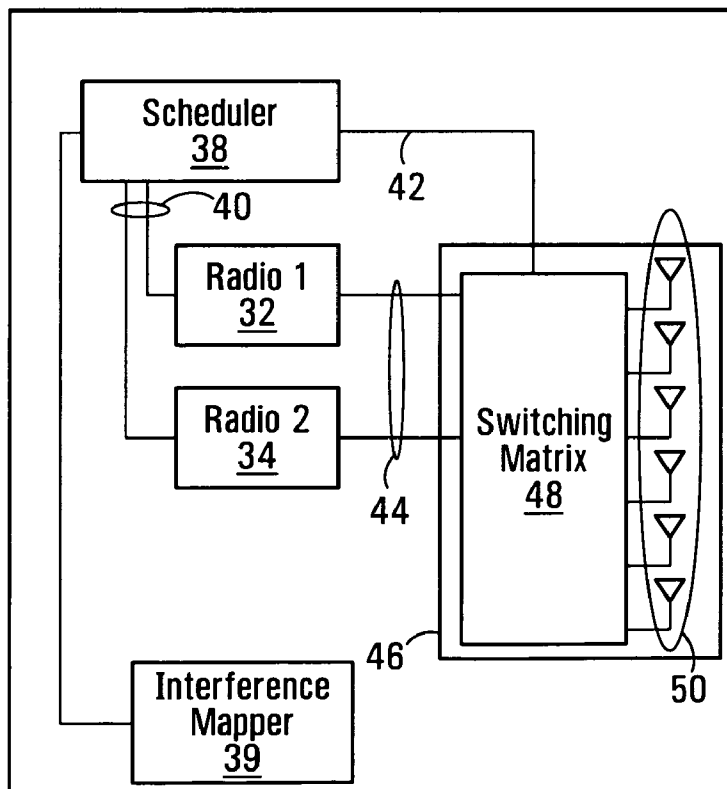 Scheduler
38
42
40
Radio 1
32
Radio 2
34
44
Switching
Matrix
48
46
50
Interference
Mapper
39